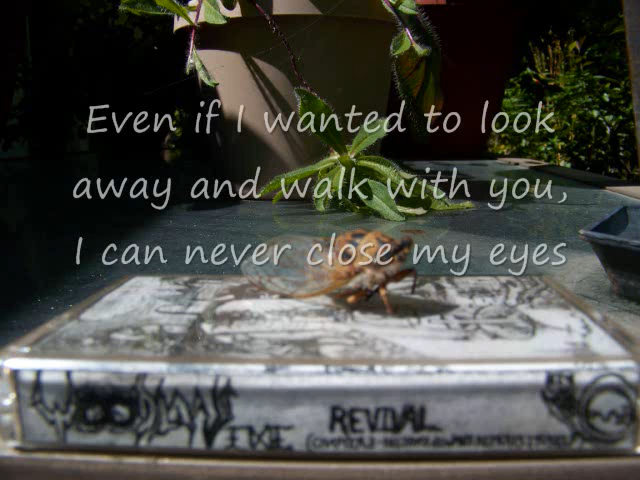 Even if I wanted to look
away and walk with you,
I can never close my eyes
REVIVAL